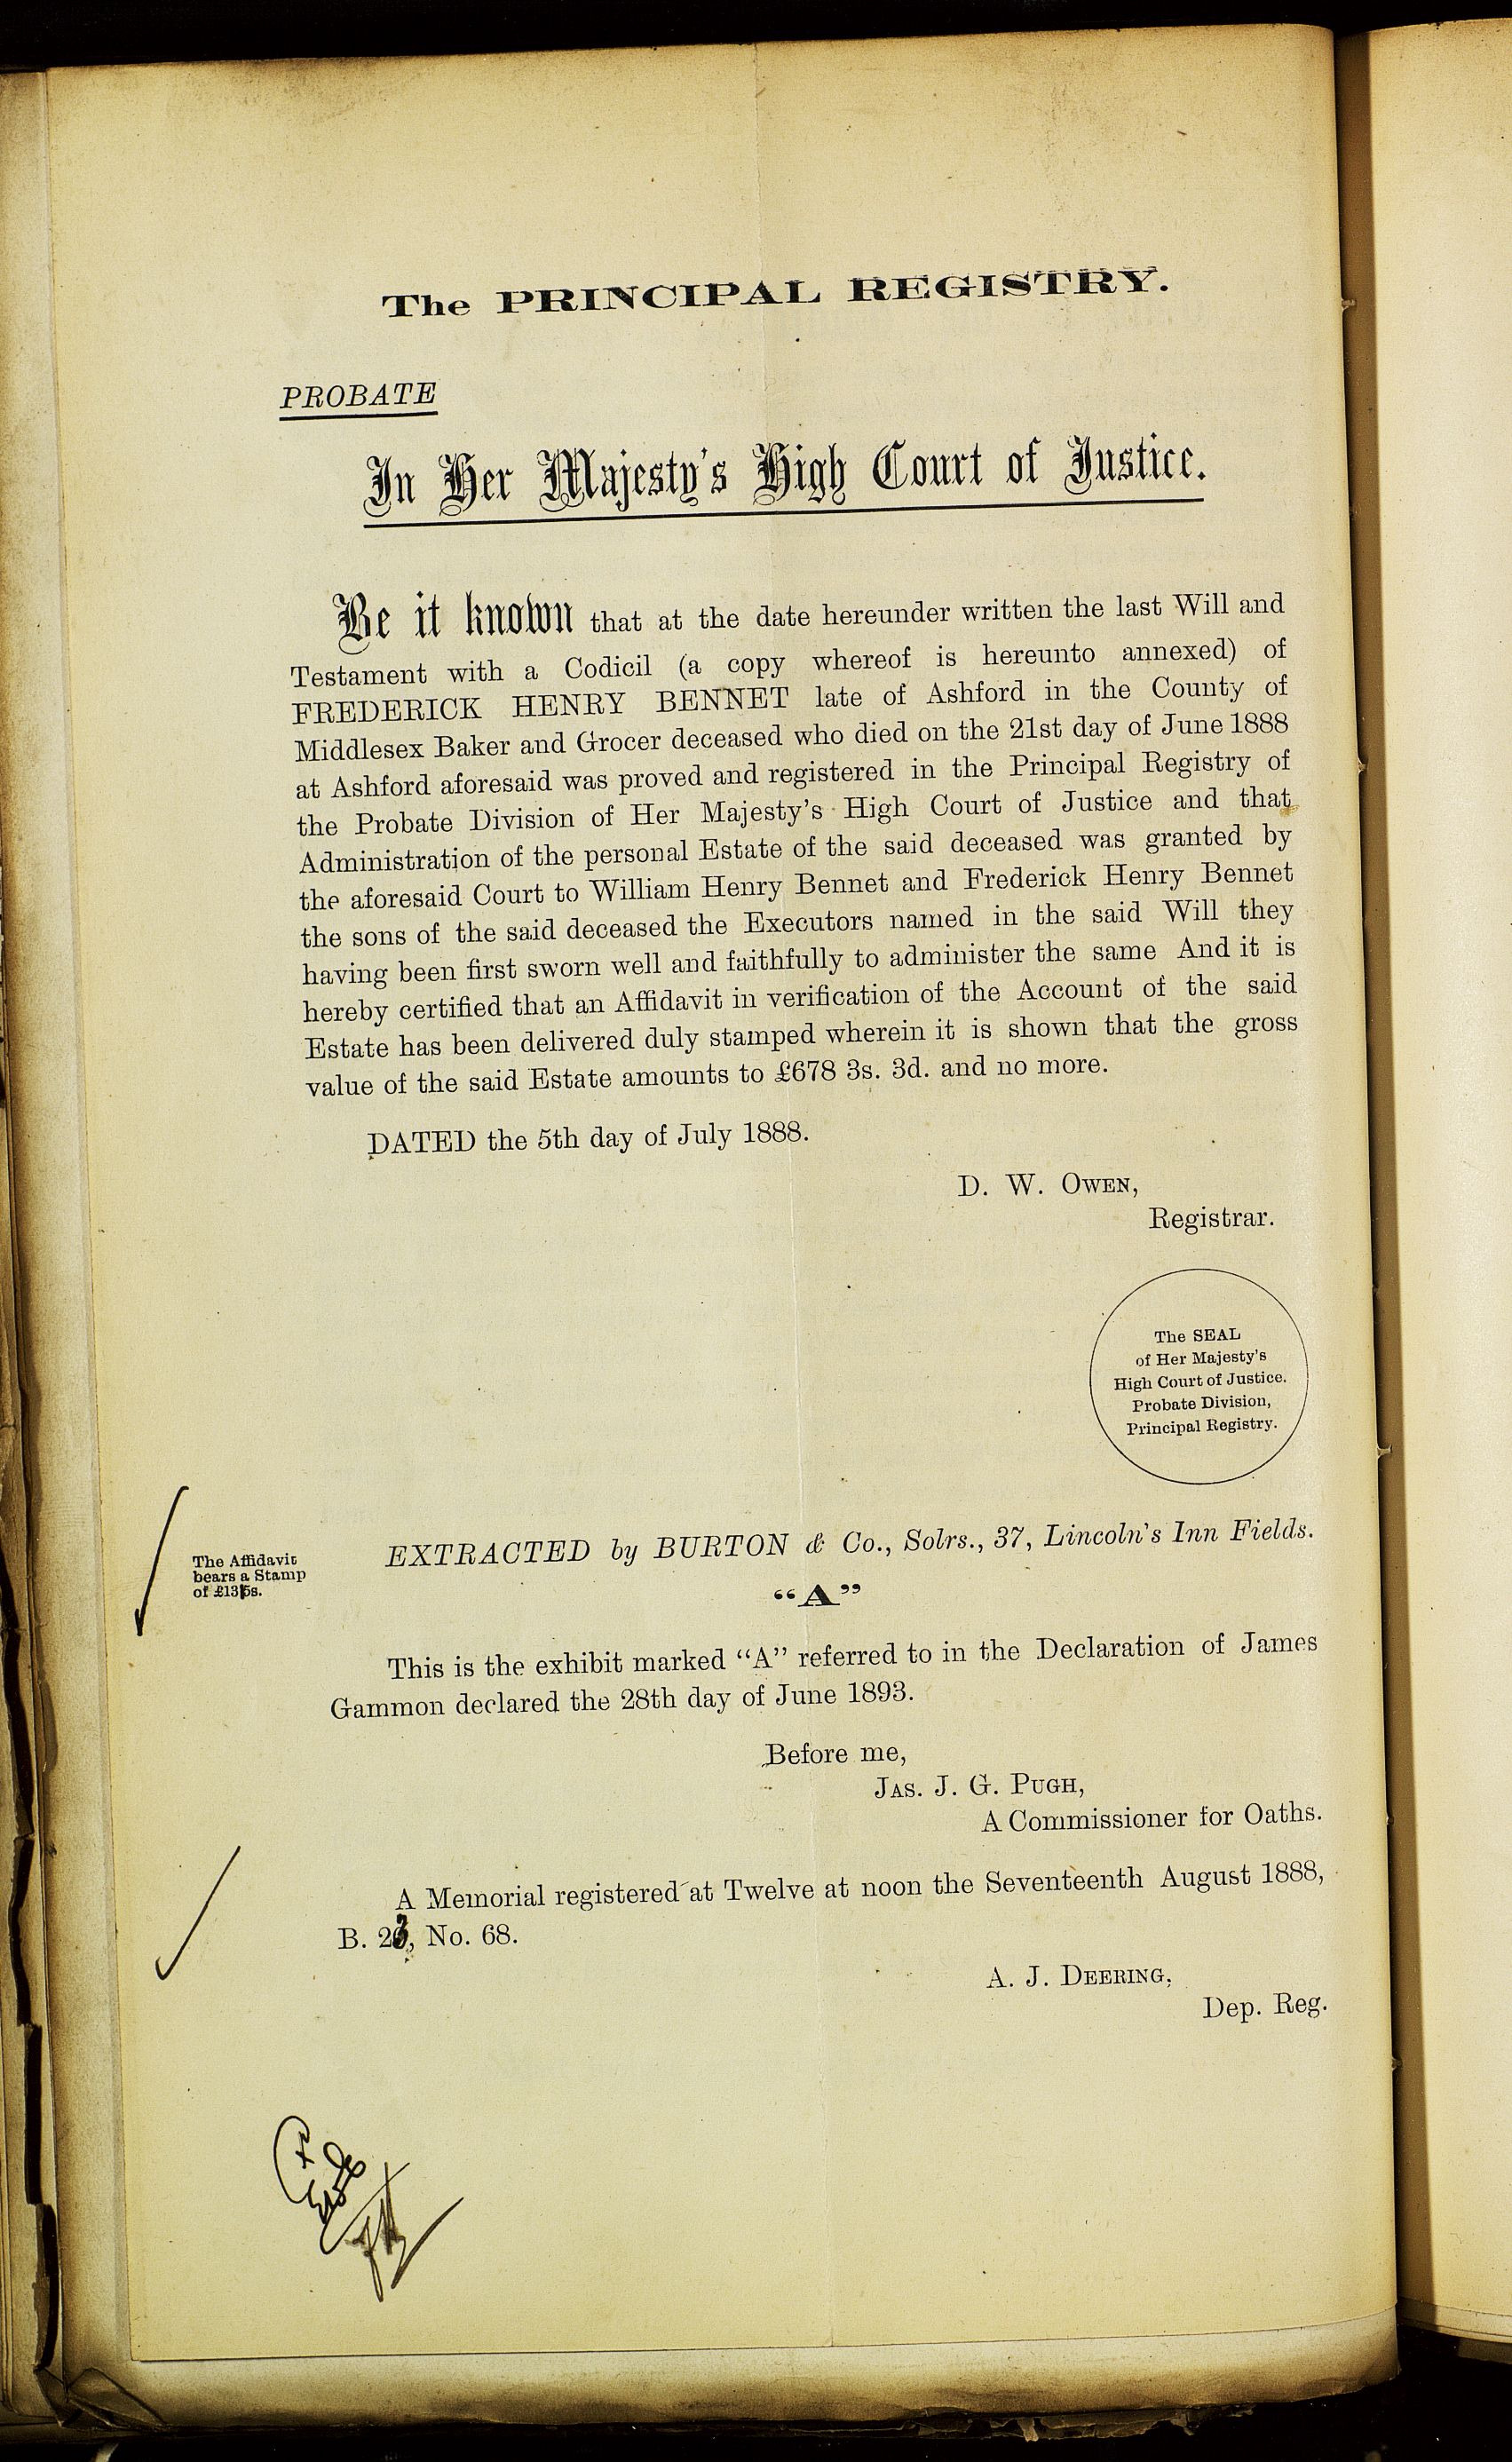 The PRINCIPAL REGISTRY.
PROBATE
In Her Majesty's High Court of Justice.
Be it known that at the date hereunder written the last Will and
Testament with a Codicil (a copy whereof is hereunto annexed) of
FREDERICK HENRY BENNET late of Ashford in the County of
Middlesex Baker and Grocer deceased who died on the 21st day of June 1888
at Ashford aforesaid was proved and registered in the Principal Registry of
the Probate Division of Her Majesty's High Court of Justice and that
Administration of the personal Estate of the said deceased was granted by
the aforesaid Court to William Henry Bennet and Frederick Henry Bennet
the sons of the said deceased the Executors named in the said Will they
having been first sworn well and faithfully to administer the same And it is
hereby certified that an Affidavit in verification of the Account of the said
Estate has been delivered duly stamped wherein it is shown that the gross
value of the said Estate amounts to £678 3s. 3d. and no more.
DATED the 5th day of July 1888.
D. W. OWEN,
Registrar.
The SEAL
of Her Majesty's
High Court of Justice.
Probate Division,
Principal Registry.
EXTRACTED by BURTON & Co., Solrs., 37, Lincoln's Inn Fields.
The Affidavit
bears a Stamp
of
"A"
This is the exhibit marked "A" referred to in the Declaration of James
Gammon declared the 28th day of June 1893.
Before me,
JAS. J. G. PUGH,
A Commissioner for Oaths.
A Memorial registered at Twelve at noon the Seventeenth August 1888,
B. 23, No. 68.
A. J. DEERING,
Dep. Reg.